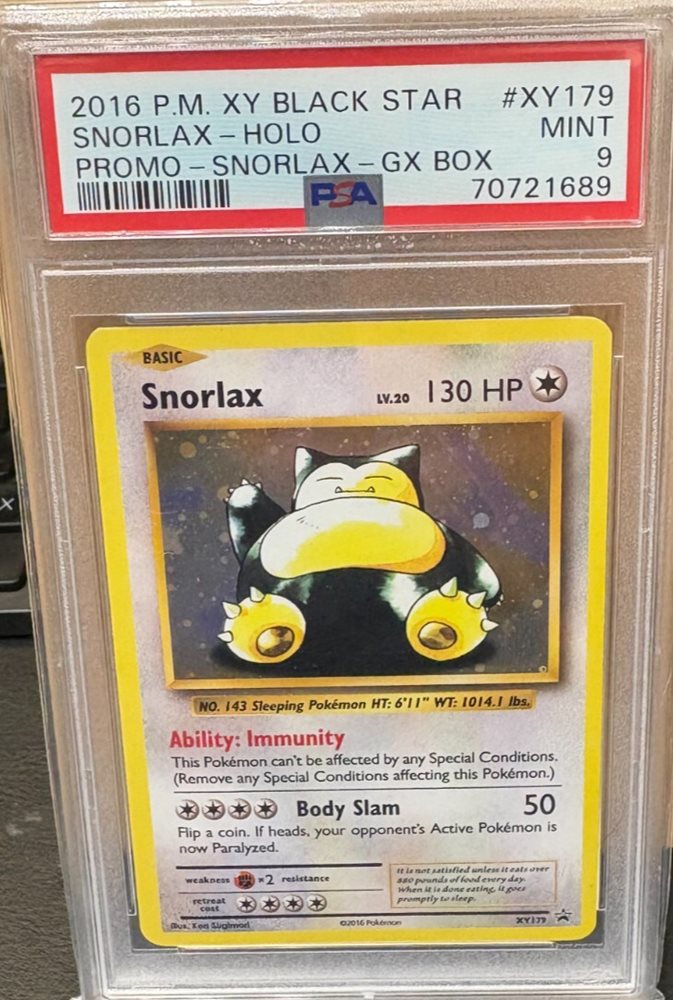 2016 P.M. XY BLACK STAR #XY179
SNORLAX - HOLO MINT
PROMO - SNORLAX - GX BOX 9
PSA 70721689
BASIC
Snorlax LV.20 130 HP
NO. 143 Sleeping Pokémon HT: 6'11" WT: 1014.1 lbs.
Ability: Immunity
This Pokémon can't be affected by any Special Conditions.
(Remove any Special Conditions affecting this Pokémon.)
Body Slam 50
Flip a coin. If heads, your opponent's Active Pokémon is
now Paralyzed.
weakness ×2 resistance
retreat
cost
It is not satisfied unless it eats over
880 pounds of food every day.
When it is done eating, it goes
promptly to sleep.
Illus. Ken Sugimori ©2016 Pokémon XY179
X